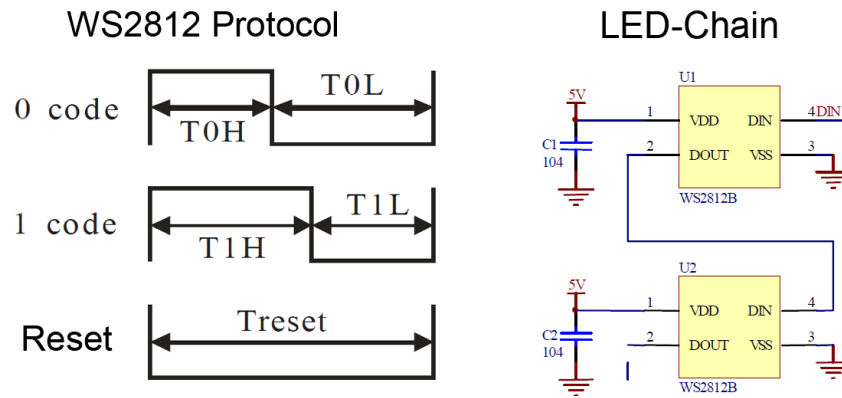 WS2812 Protocol
0 code
T0H
T0L
1 code
T1H
T1L
Reset
Treset
LED-Chain
U1
5V
1 VDD DIN 4 DIN
C1
104
2 DOUT VSS 3
WS2812B
U2
5V
1 VDD DIN 4
C2
104
2 DOUT VSS 3
WS2812B